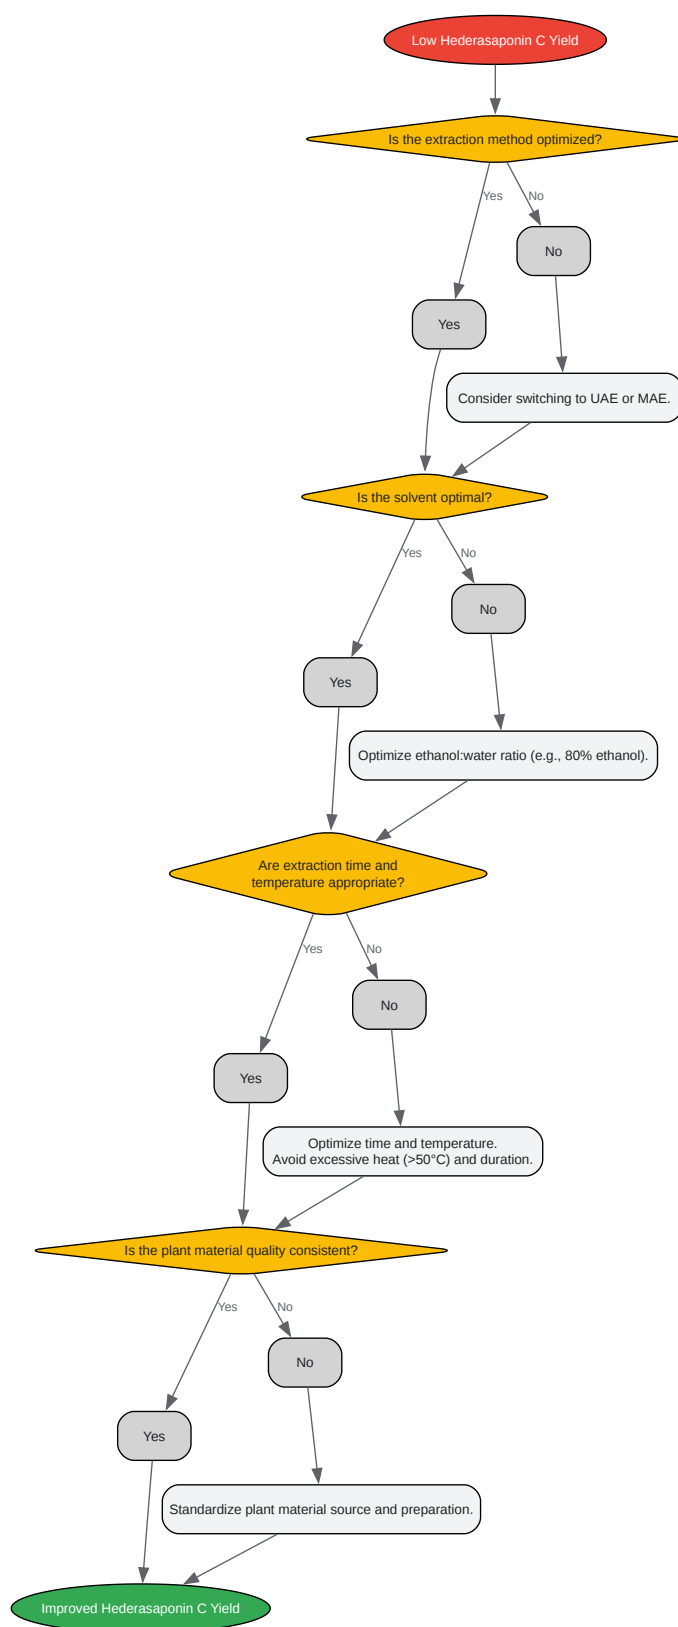 Low Hederasaponin C Yield
Is the extraction method optimized?
Yes
No
No
Yes
Consider switching to UAE or MAE.
Is the solvent optimal?
Yes
No
No
Yes
Optimize ethanol:water ratio (e.g., 80% ethanol).
Are extraction time and
temperature appropriate?
Yes
No
No
Yes
Optimize time and temperature.
Avoid excessive heat (>50°C) and duration.
Is the plant material quality consistent?
Yes
No
No
Yes
Standardize plant material source and preparation.
Improved Hederasaponin C Yield